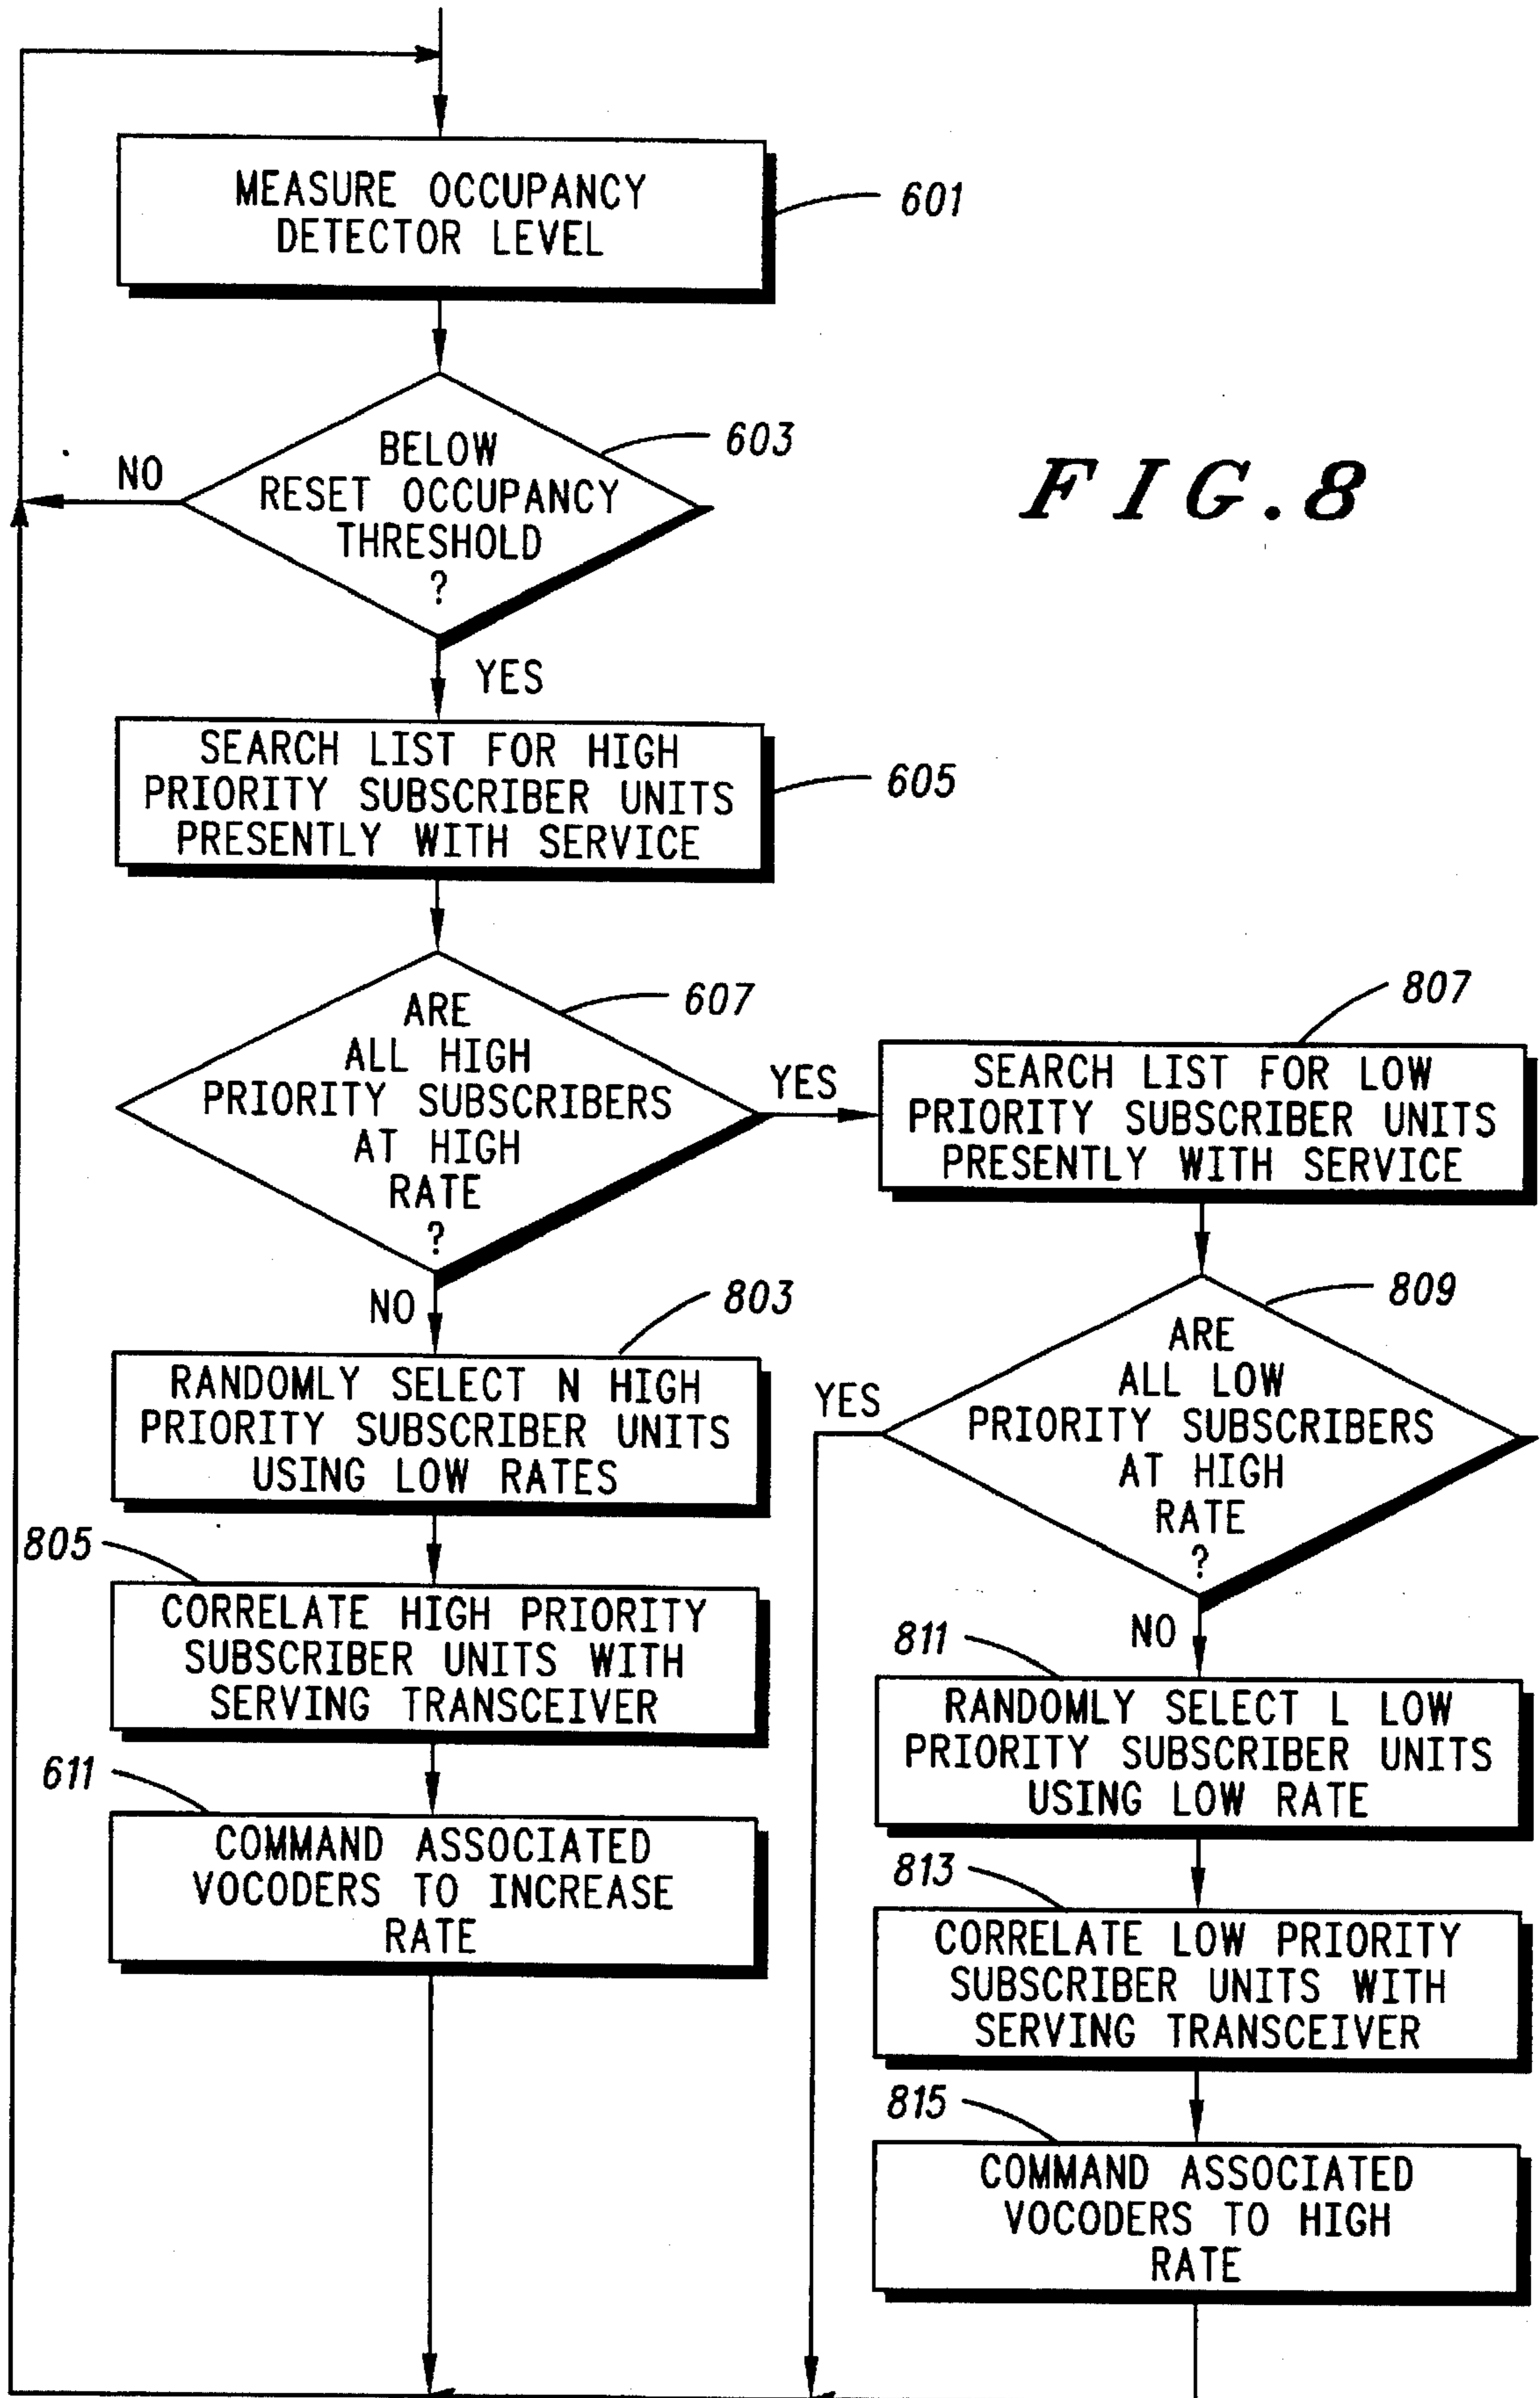 MEASURE OCCUPANCY
DETECTOR LEVEL
601
BELOW
RESET OCCUPANCY
THRESHOLD
?
603
NO
YES
FIG.8
SEARCH LIST FOR HIGH
PRIORITY SUBSCRIBER UNITS
PRESENTLY WITH SERVICE
605
ARE
ALL HIGH
PRIORITY SUBSCRIBERS
AT HIGH
RATE
?
607
YES
NO
807
SEARCH LIST FOR LOW
PRIORITY SUBSCRIBER UNITS
PRESENTLY WITH SERVICE
803
RANDOMLY SELECT N HIGH
PRIORITY SUBSCRIBER UNITS
USING LOW RATES
809
ARE
ALL LOW
PRIORITY SUBSCRIBERS
AT HIGH
RATE
?
YES
NO
805
CORRELATE HIGH PRIORITY
SUBSCRIBER UNITS WITH
SERVING TRANSCEIVER
611
COMMAND ASSOCIATED
VOCODERS TO INCREASE
RATE
811
RANDOMLY SELECT L LOW
PRIORITY SUBSCRIBER UNITS
USING LOW RATE
813
CORRELATE LOW PRIORITY
SUBSCRIBER UNITS WITH
SERVING TRANSCEIVER
815
COMMAND ASSOCIATED
VOCODERS TO HIGH
RATE